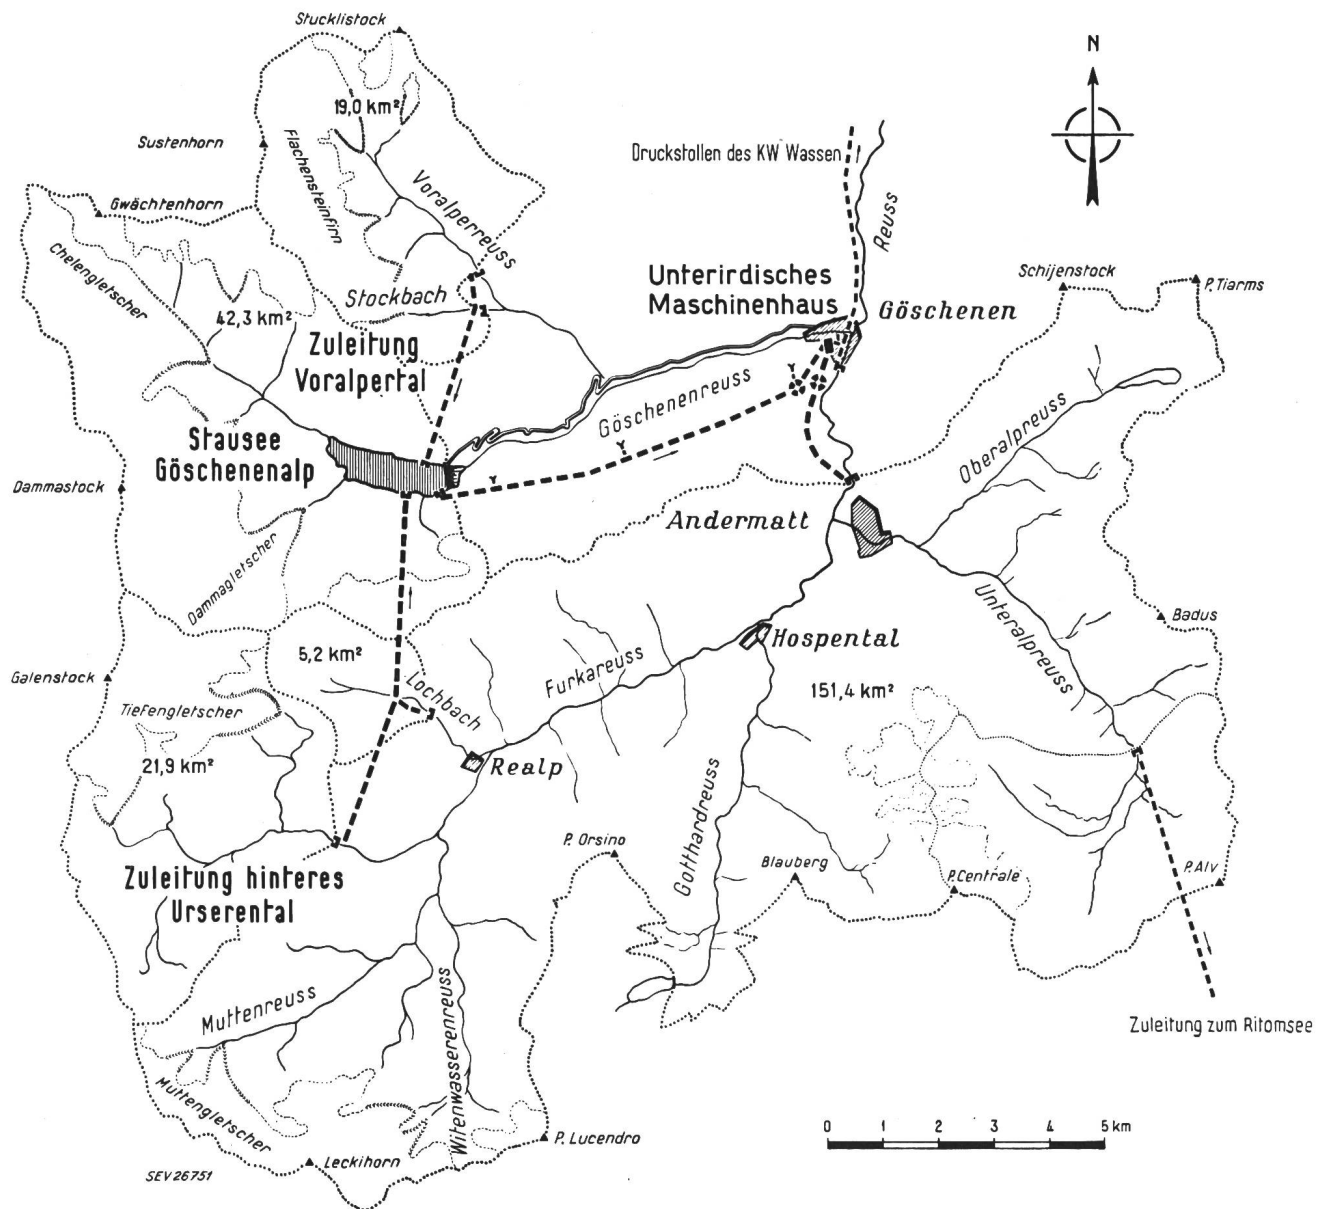 Stucklistock
N
19,0 km²
Sustenhorn
Flachensteinfirn
Voralperreuss
Druckstollen des KW Wassen
Reuss
Gwächtenhorn
Chelengletscher
Stockbach
42,3 km²
Zuleitung
Voralpertal
Unterirdisches
Maschinenhaus
Göschenen
Schijenstock
P. Tiarms
Göschenenreuss
Stausee
Göschenenalp
Oberalpreuss
Dammastock
Andermatt
Dammagletscher
Unteralpreuss
Badus
5,2 km²
Hospental
Galenstock
Lochbach
Furkareuss
151,4 km²
Tiefengletscher
21,9 km²
Realp
Gotthardreuss
P. Orsino
Blauberg
P. Centrale
P. Alv
Zuleitung hinteres
Urserental
Muttenreuss
Witenwasserenreuss
Zuleitung zum Ritomsee
Muttengletscher
P. Lucendro
Leckihorn
0 1 2 3 4 5 km
SEV 26751